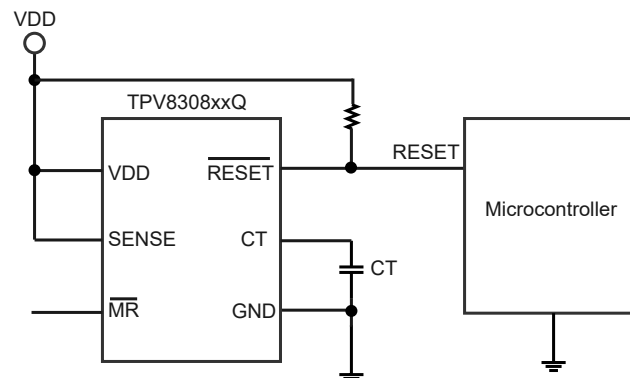 VDD
TPV8308xxQ
VDD
RESET
RESET
Microcontroller
SENSE
CT
CT
MR
GND